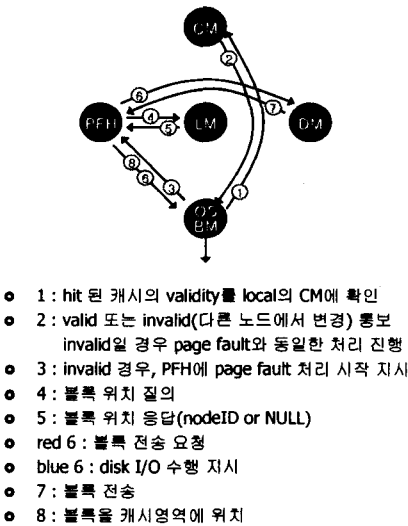 CM
2
6
7
4
PFH
LM
DM
5
8
6
3
1
OS
BM
1 : hit 된 캐시의 validity를 local의 CM에 확인
2 : valid 또는 invalid(다른 노드에서 변경) 통보
invalid일 경우 page fault와 동일한 처리 진행
3 : invalid 경우, PFH에 page fault 처리 시작 지시
4 : 블록 위치 질의
5 : 블록 위치 응답(nodeID or NULL)
red 6 : 블록 전송 요청
blue 6 : disk I/O 수행 지시
7 : 블록 전송
8 : 블록을 캐시영역에 위치